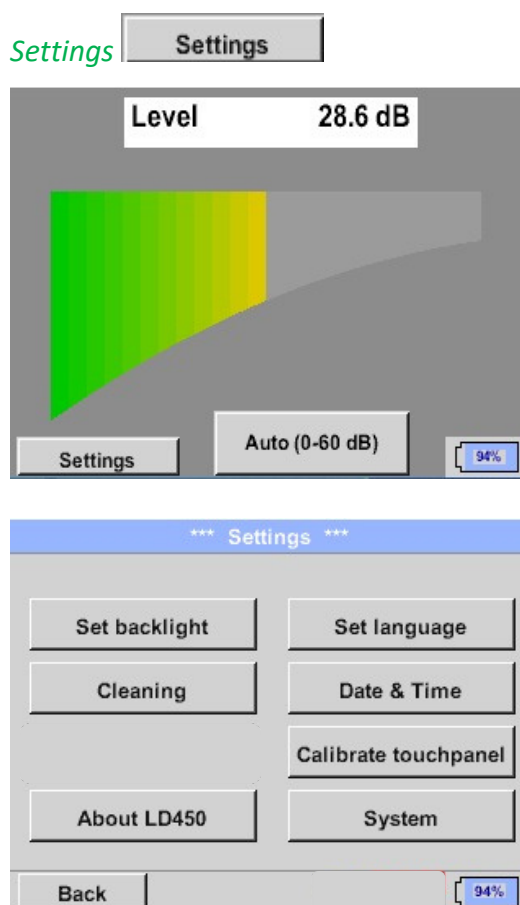 Settings Settings
Level 28.6 dB
Settings Auto (0-60 dB) 94%
*** Settings ***
Set backlight Set language
Cleaning Date & Time
Calibrate touchpanel
About LD450 System
Back 94%